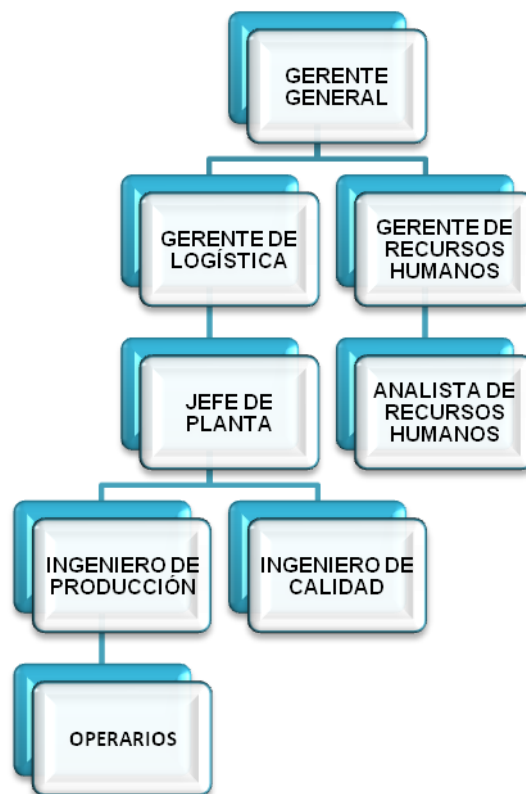 GERENTE
GENERAL
GERENTE DE
LOGÍSTICA
GERENTE DE
RECURSOS
HUMANOS
JEFE DE
PLANTA
ANALISTA DE
RECURSOS
HUMANOS
INGENIERO DE
PRODUCCIÓN
INGENIERO DE
CALIDAD
OPERARIOS